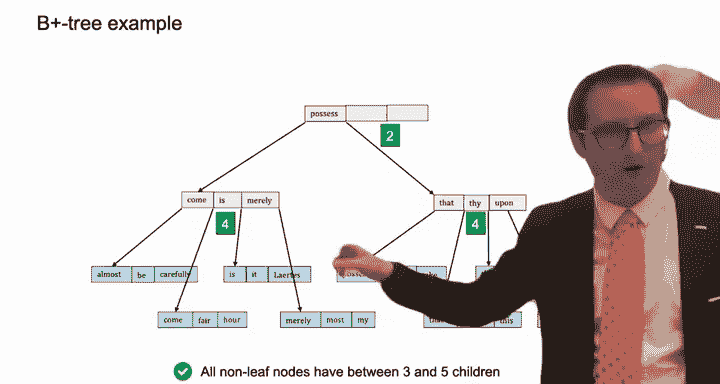 B+-tree example
possess
2
come is merely
that thy upon
4
4
almost be carefully
is it Laertes
come fair hour
merely most my
this
All non-leaf nodes have between 3 and 5 children